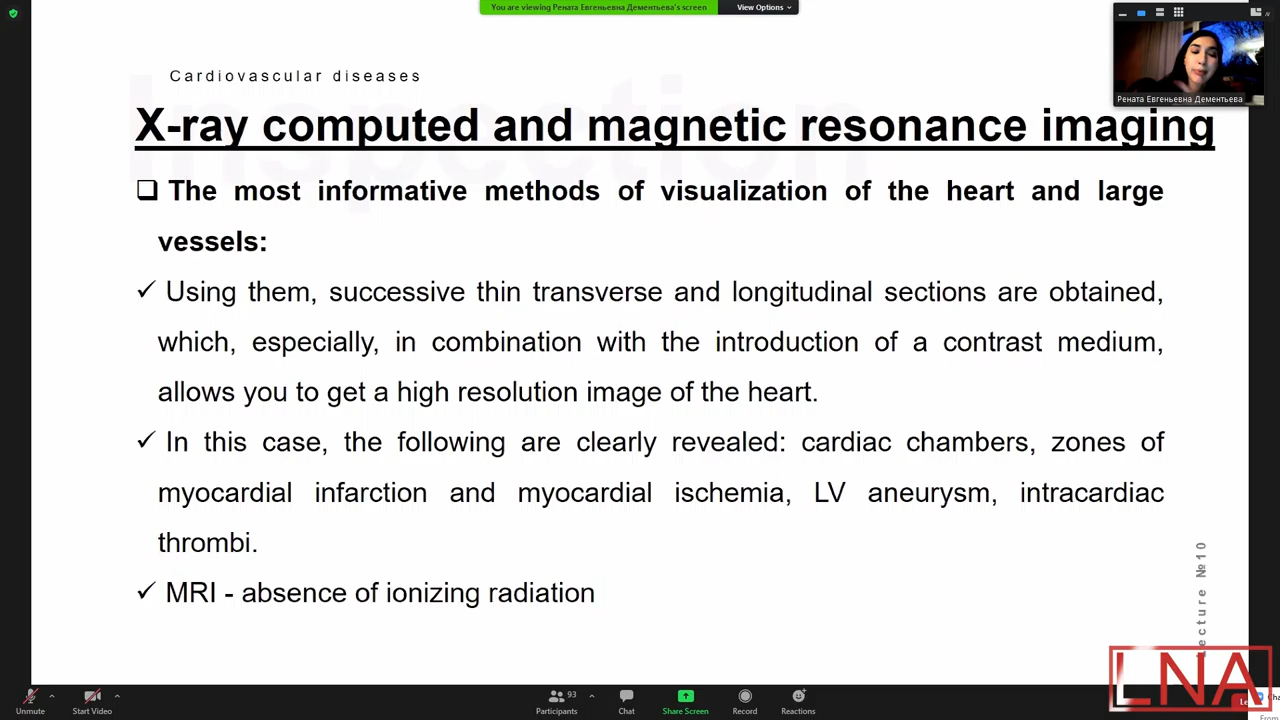 You are viewing Рената Евгеньевна Дементьева's screen
View Options
Cardiovascular diseases
Inspection
X-ray computed and magnetic resonance imaging
Рената Евгеньевна Дементьева
❑ The most informative methods of visualization of the heart and large
vessels:
✓ Using them, successive thin transverse and longitudinal sections are obtained,
which, especially, in combination with the introduction of a contrast medium,
allows you to get a high resolution image of the heart.
✓ In this case, the following are clearly revealed: cardiac chambers, zones of
myocardial infarction and myocardial ischemia, LV aneurysm, intracardiac
thrombi.
✓ MRI - absence of ionizing radiation
Lecture №10
LNA
93
Unmute
Start Video
Participants
Chat
Share Screen
Record
Reactions